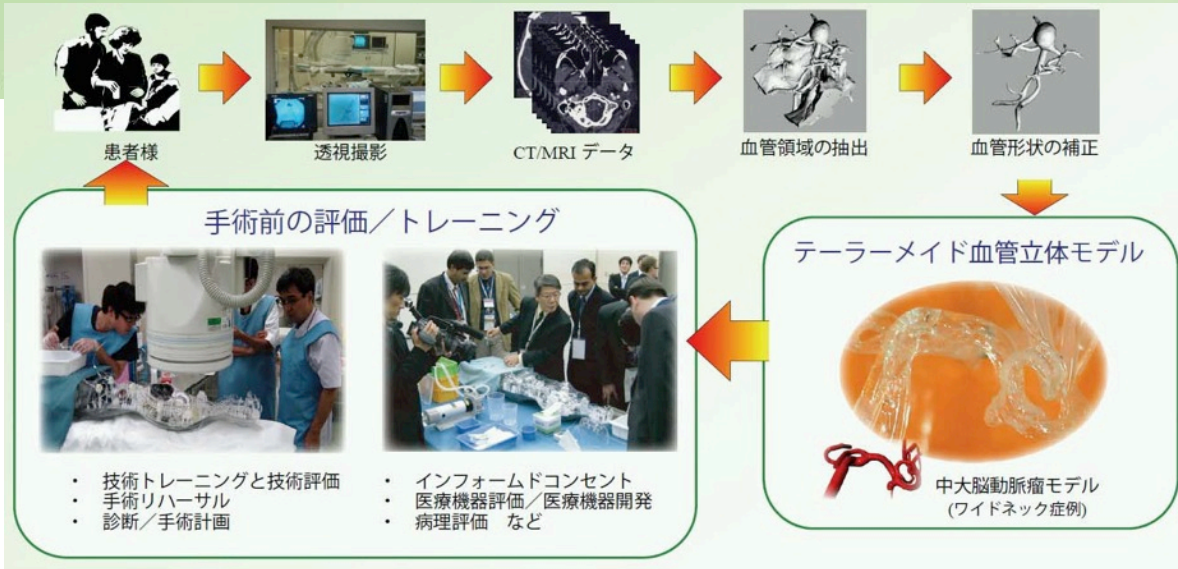 患者様
透視撮影
CT/MRI データ
血管領域の抽出
血管形状の補正
手術前の評価／トレーニング
・ 技術トレーニングと技術評価
・ 手術リハーサル
・ 診断／手術計画
・ インフォームドコンセント
・ 医療機器評価／医療機器開発
・ 病理評価 など
テーラーメイド血管立体モデル
中大脳動脈瘤モデル
(ワイドネック症例)